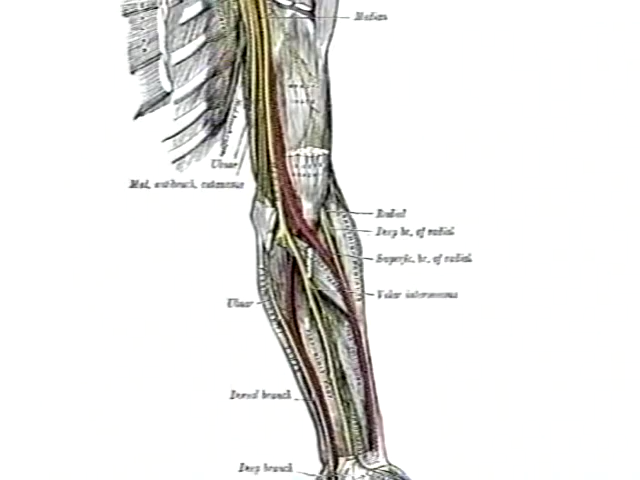 Median
Ulnar
Med. antibrach. cutaneous
Radial
Deep br. of radial
Superfic. br. of radial
Volar interosseous
Ulnar
Dorsal branch
Deep branch